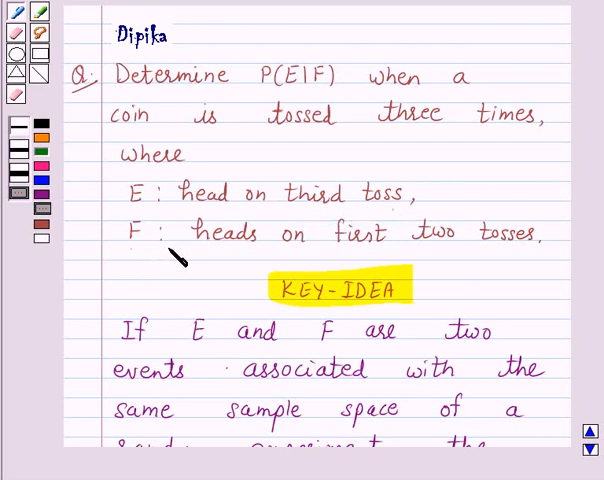 Dipika
Q. Determine P(E|F) when a
coin is tossed three times,
where
E : head on third toss,
F : heads on first two tosses.
KEY-IDEA
If E and F are two
events associated with the
same sample space of a
the